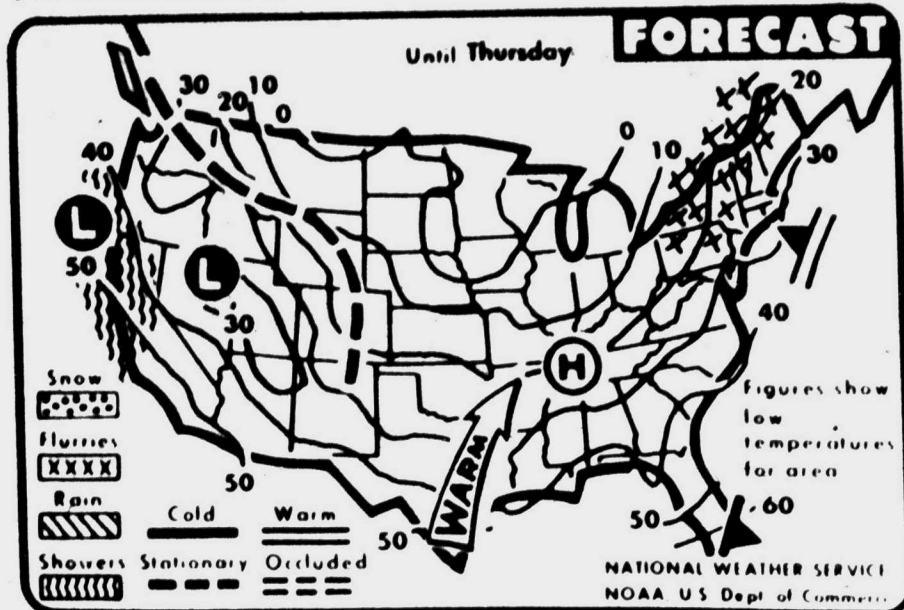 FORECAST
Until Thursday
30 20 10 0
20
40
0
10
30
L
50
L
30
40
H
Figures show
low
temperatures
for area
WARM
50
50
50
60
Snow
Flurries
XXXX
Rain
Showers
Cold
Warm
Stationary
Occluded
NATIONAL WEATHER SERVICE
NOAA, U S Dept of Commerce